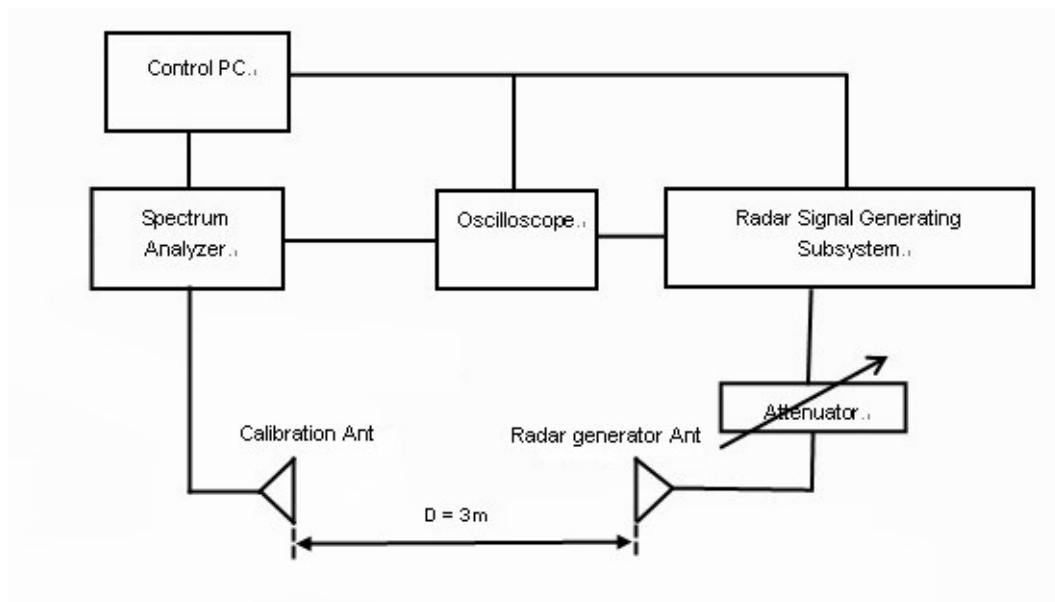 Control PC.
Spectrum
Analyzer.
Oscilloscope.
Radar Signal Generating
Subsystem.
Attenuator.
Calibration Ant
Radar generator Ant
D = 3m